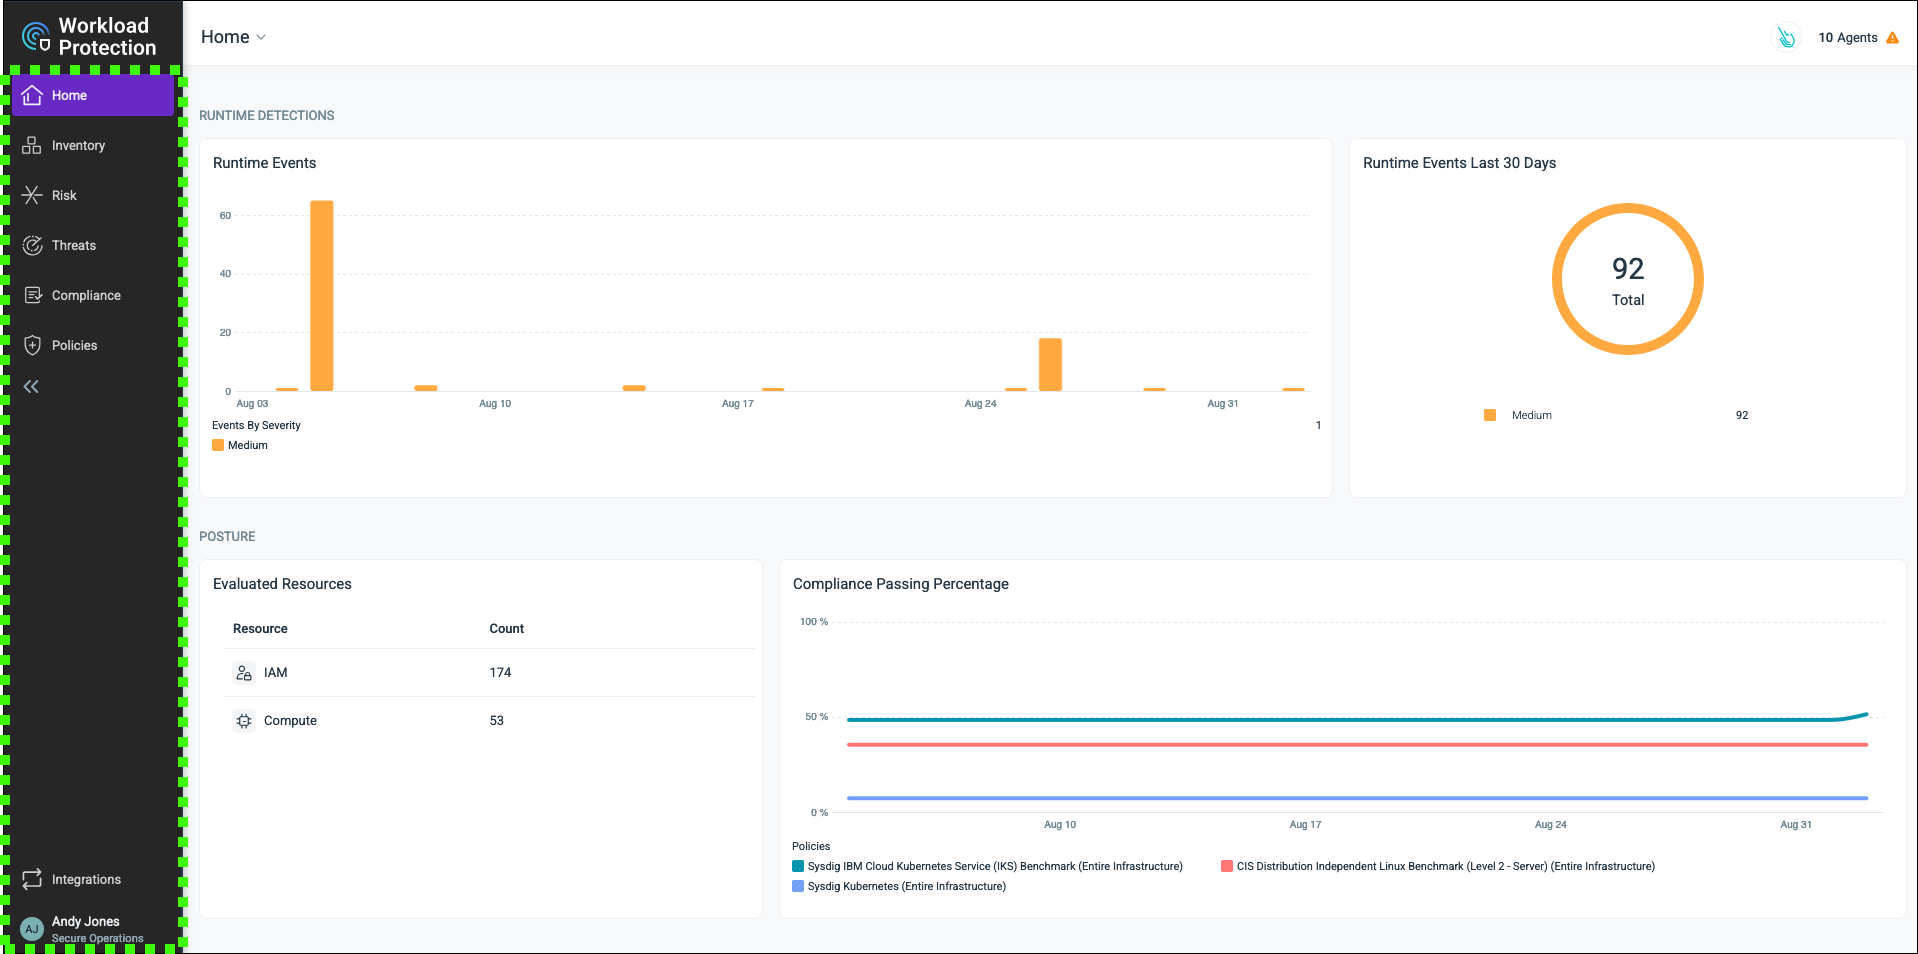 Workload
Protection
Home
Inventory
Risk
Threats
Compliance
Policies
Integrations
AJ
Andy Jones
Secure Operations
Home
10 Agents
RUNTIME DETECTIONS
Runtime Events
60
40
20
0
Aug 03 Aug 10 Aug 17 Aug 24 Aug 31
Events By Severity 1
Medium
Runtime Events Last 30 Days
92
Total
Medium 92
POSTURE
Evaluated Resources
Resource Count
IAM 174
Compute 53
Compliance Passing Percentage
100 %
50 %
0 %
Aug 10 Aug 17 Aug 24 Aug 31
Policies
Sysdig IBM Cloud Kubernetes Service (IKS) Benchmark (Entire Infrastructure) CIS Distribution Independent Linux Benchmark (Level 2 - Server) (Entire Infrastructure)
Sysdig Kubernetes (Entire Infrastructure)